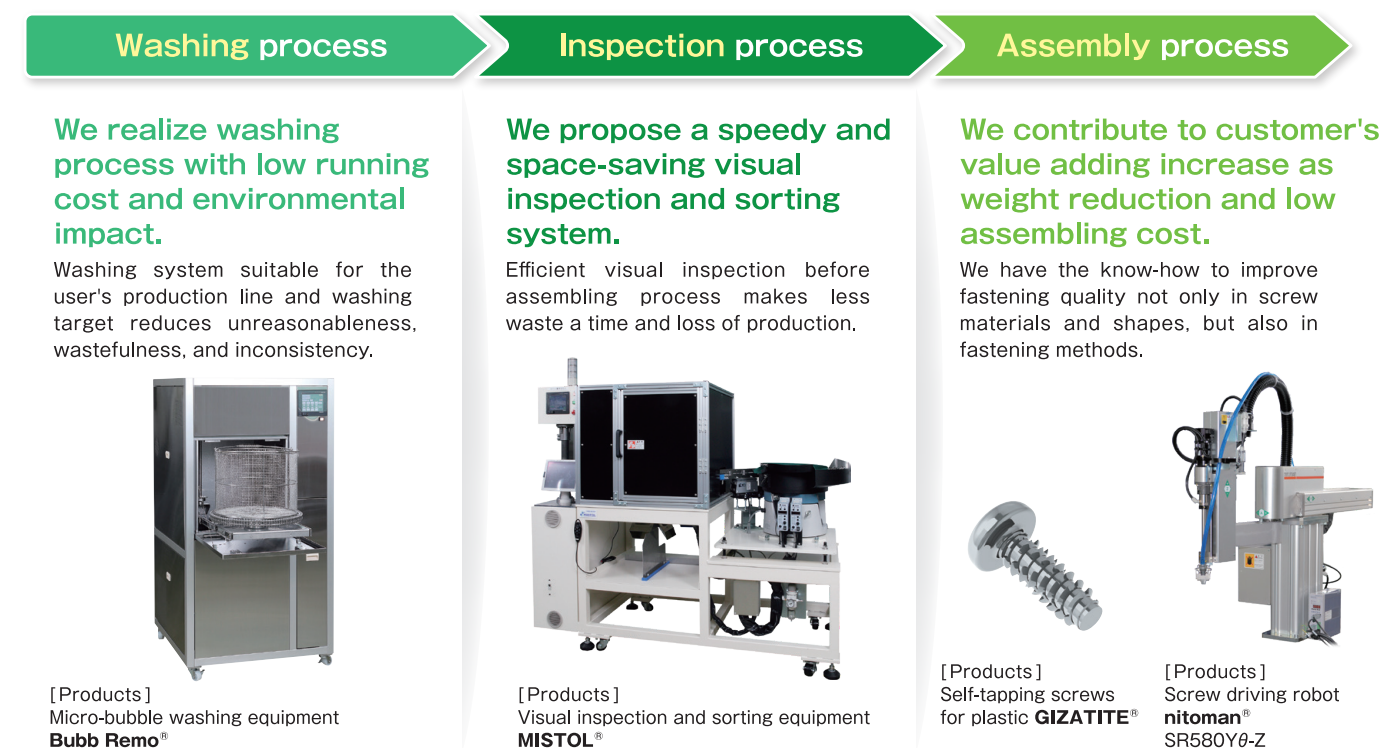 Washing process
Inspection process
Assembly process
We realize washing
process with low running
cost and environmental
impact.
Washing system suitable for the
user's production line and washing
target reduces unreasonableness,
wastefulness, and inconsistency.
[Products]
Micro-bubble washing equipment
Bubb Remo®
We propose a speedy and
space-saving visual
inspection and sorting
system.
Efficient visual inspection before
assembling process makes less
waste a time and loss of production.
[Products]
Visual inspection and sorting equipment
MISTOL®
We contribute to customer's
value adding increase as
weight reduction and low
assembling cost.
We have the know-how to improve
fastening quality not only in screw
materials and shapes, but also in
fastening methods.
[Products]
Self-tapping screws
for plastic GIZATITE®
[Products]
Screw driving robot
nitoman®
SR580Yθ-Z